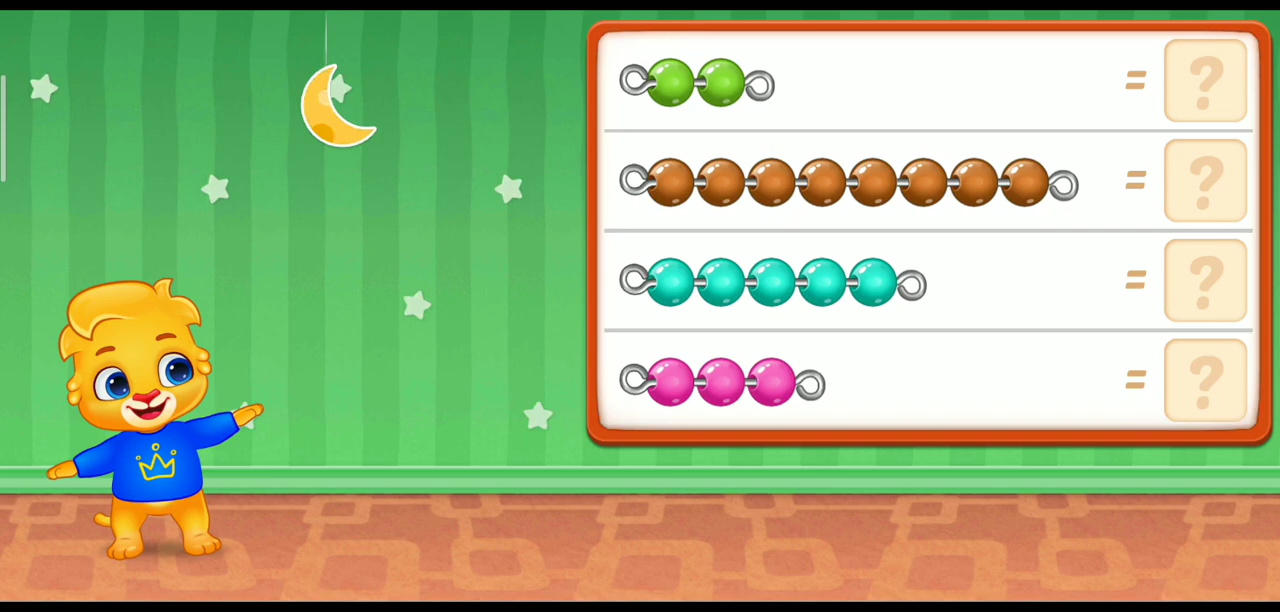 = ?
= ?
= ?
= ?